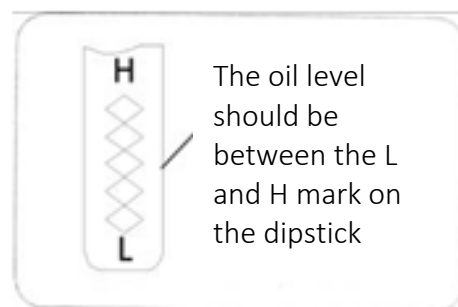 H
L
The oil level
should be
between the L
and H mark on
the dipstick